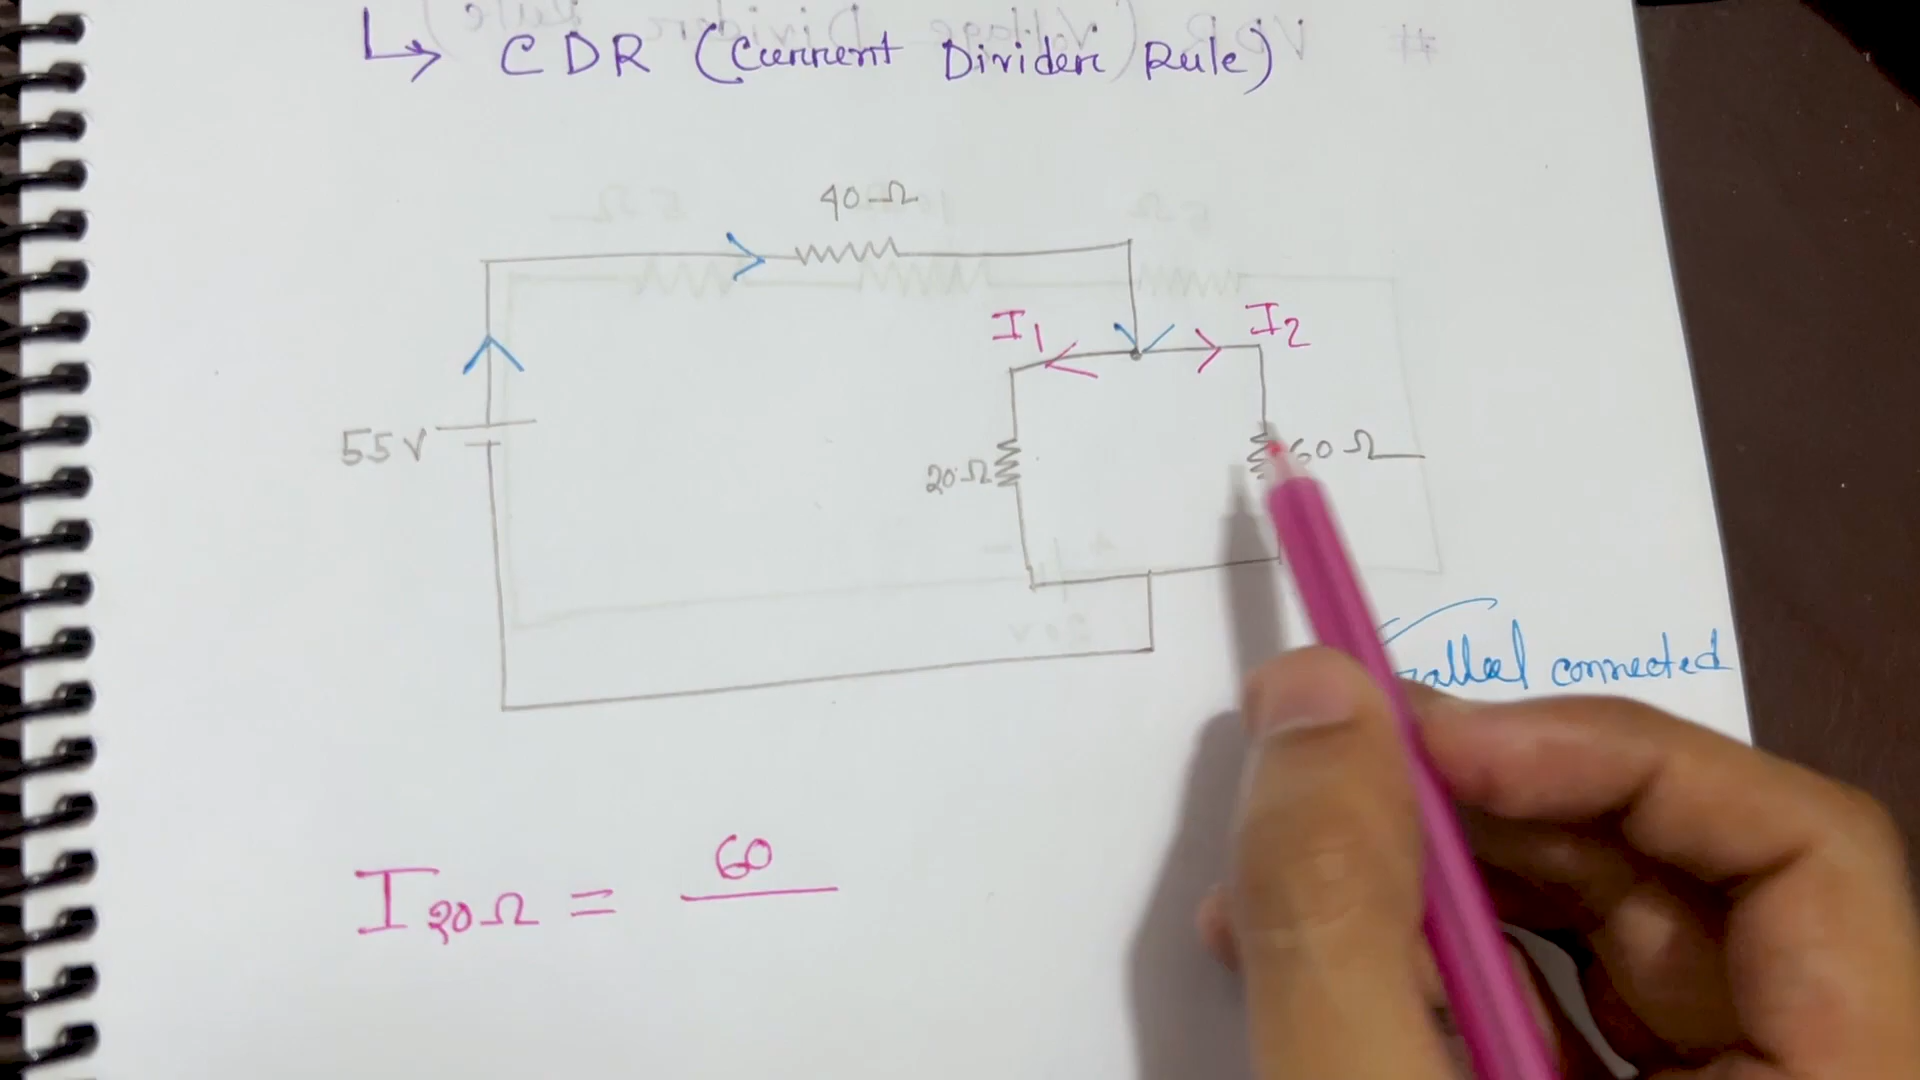 ↳ CDR (Current Divider Rule)
40Ω
I1 I2
55V
20Ω 60Ω
connected
60
I20Ω =